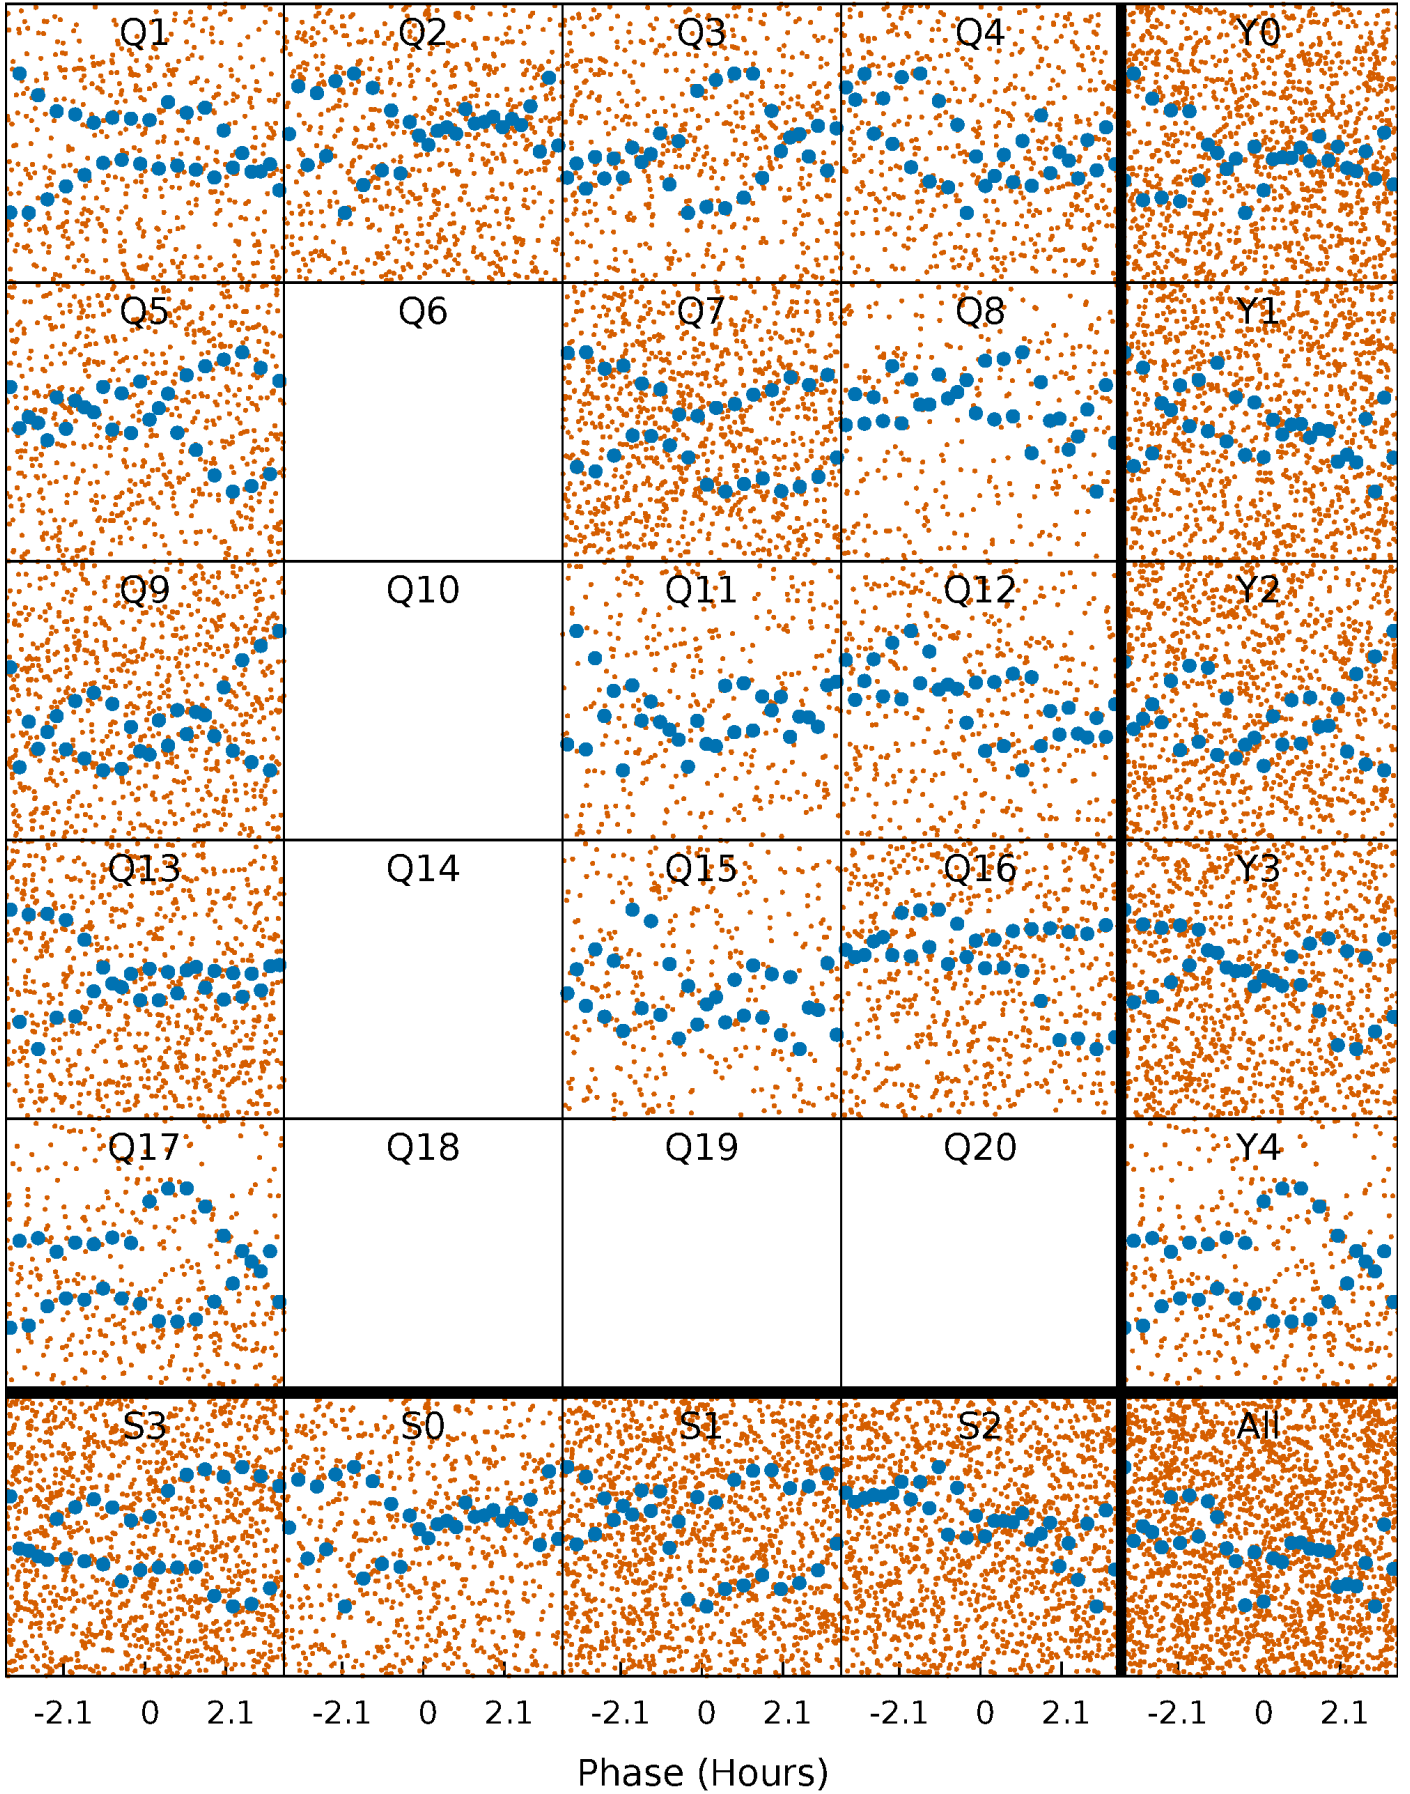 Q1 Q2 Q3 Q4 Y0
Q5 Q6 Q7 Q8 Y1
Q9 Q10 Q11 Q12 Y2
Q13 Q14 Q15 Q16 Y3
Q17 Q18 Q19 Q20 Y4
S3 S0 S1 S2 All
-2.1 0 2.1 -2.1 0 2.1 -2.1 0 2.1 -2.1 0 2.1 -2.1 0 2.1
Phase (Hours)